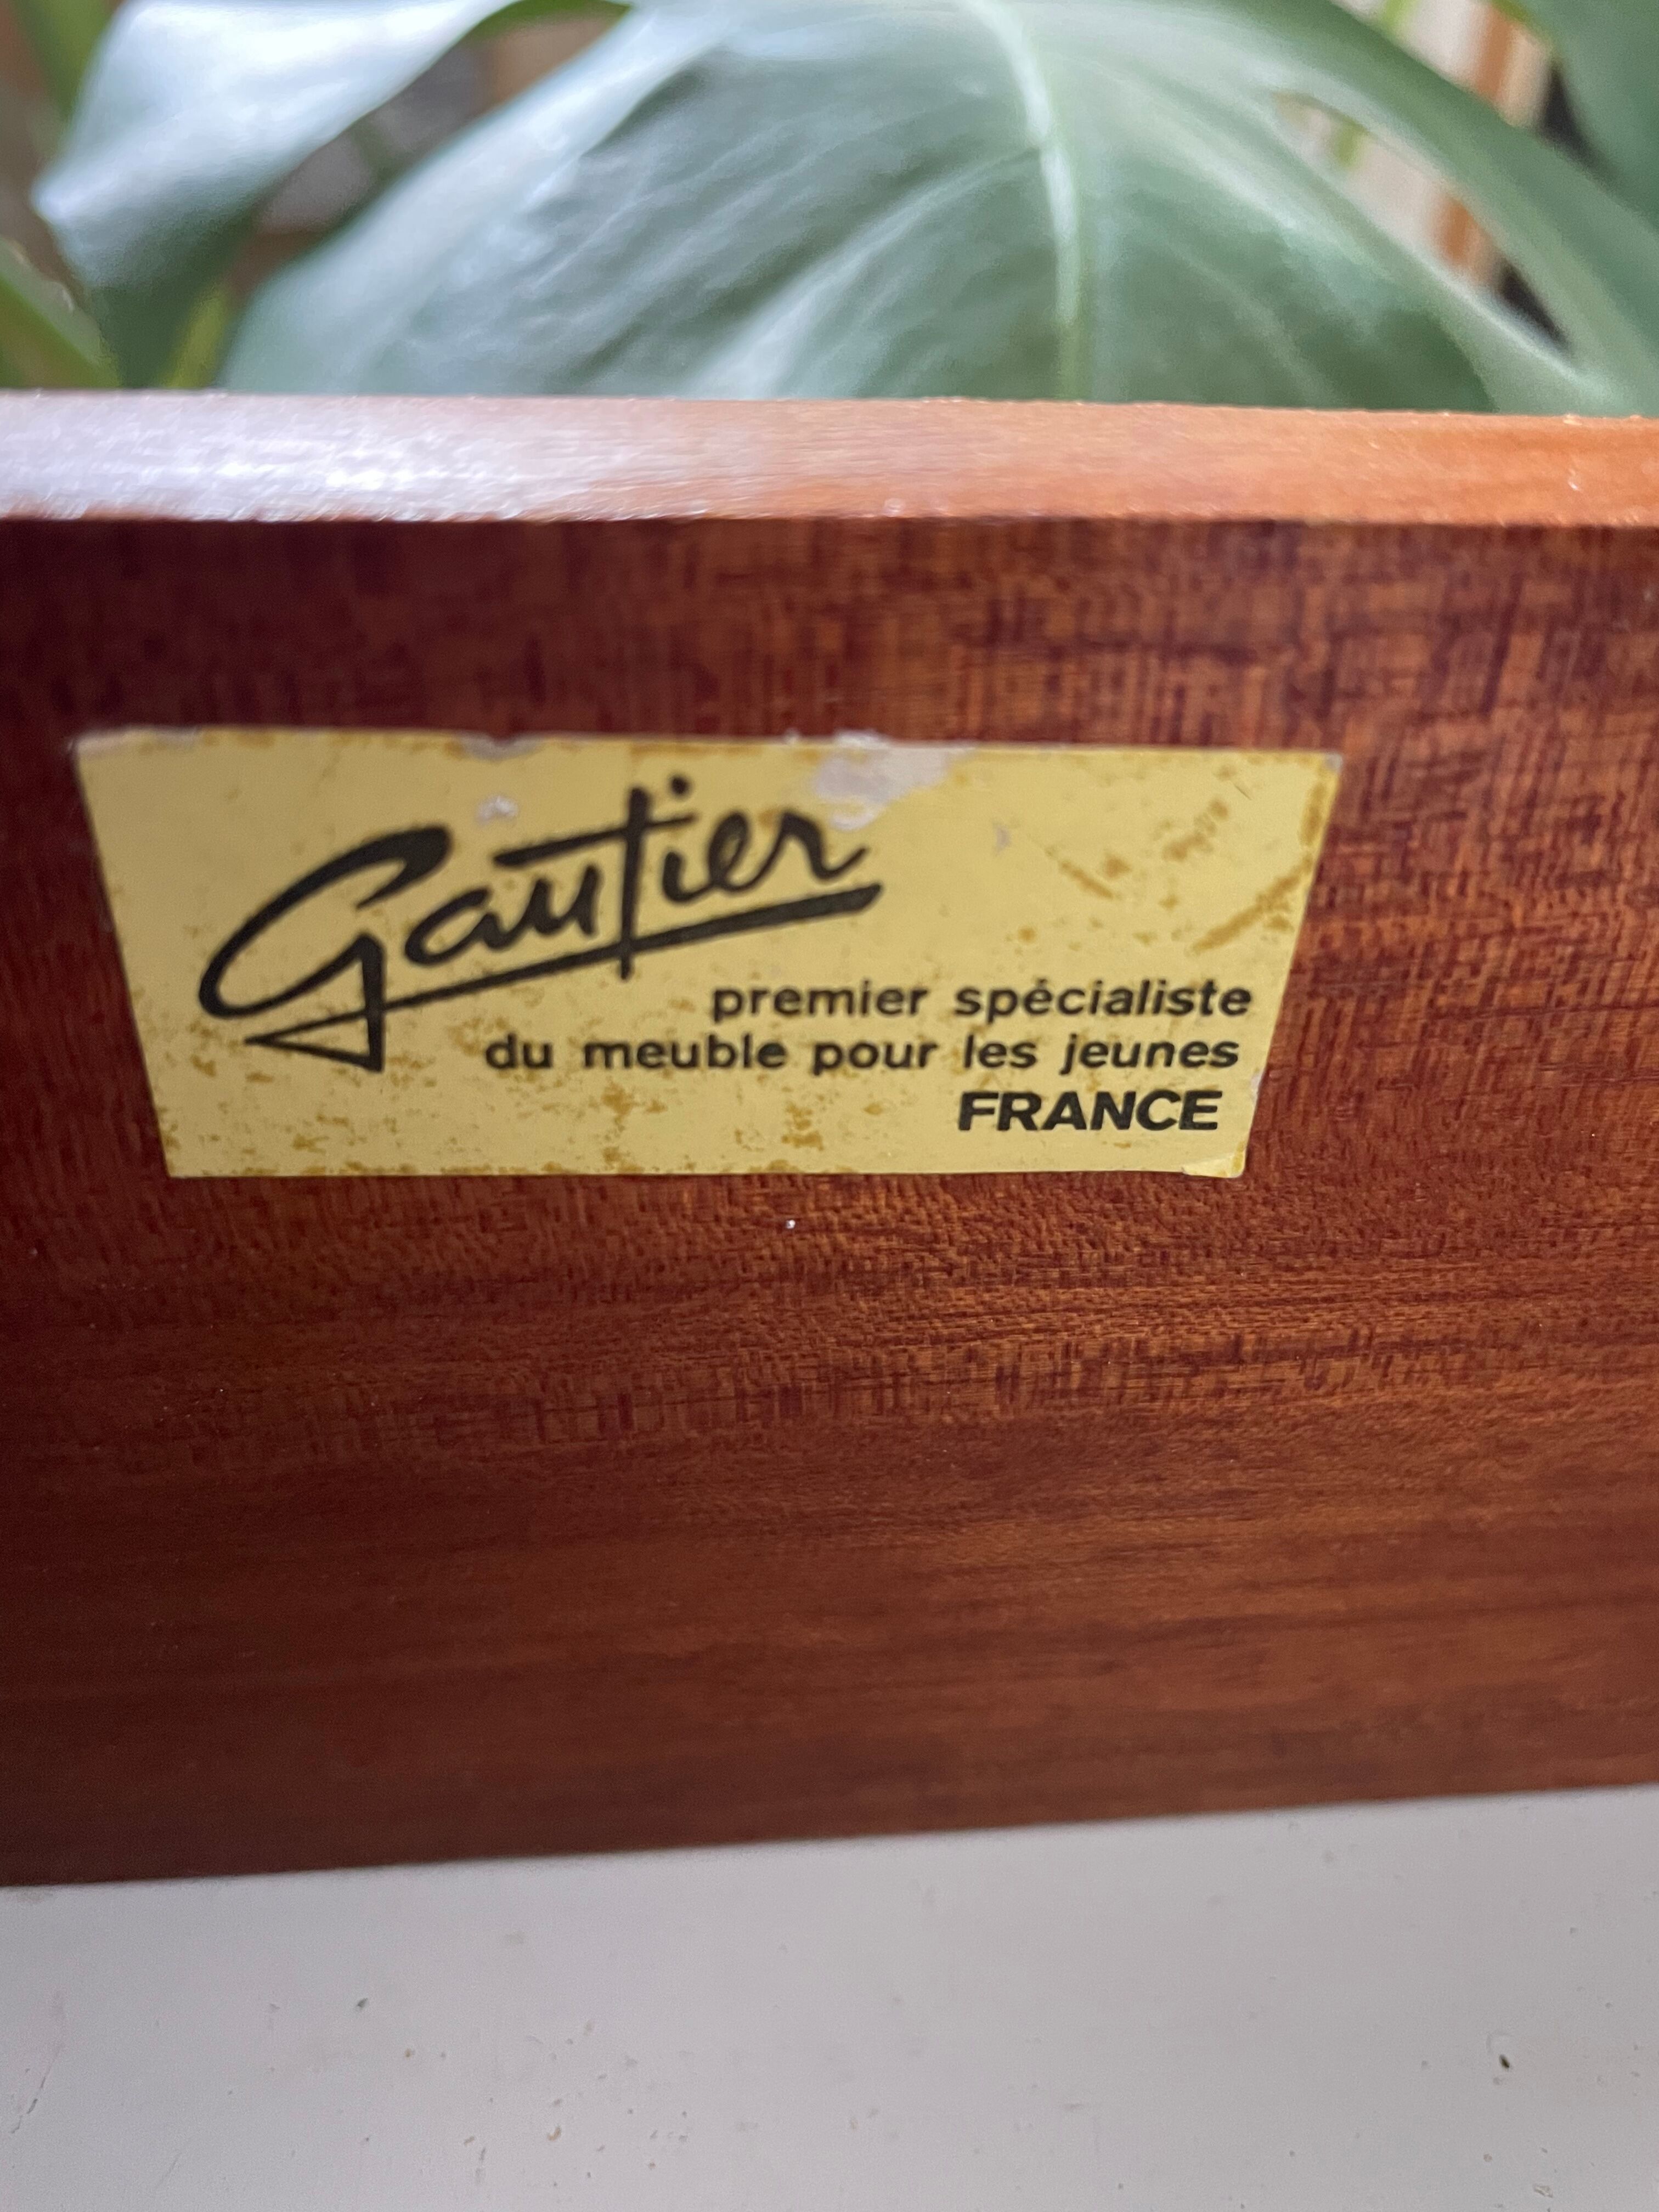 Gautier
premier spécialiste
du meuble pour les jeunes
FRANCE